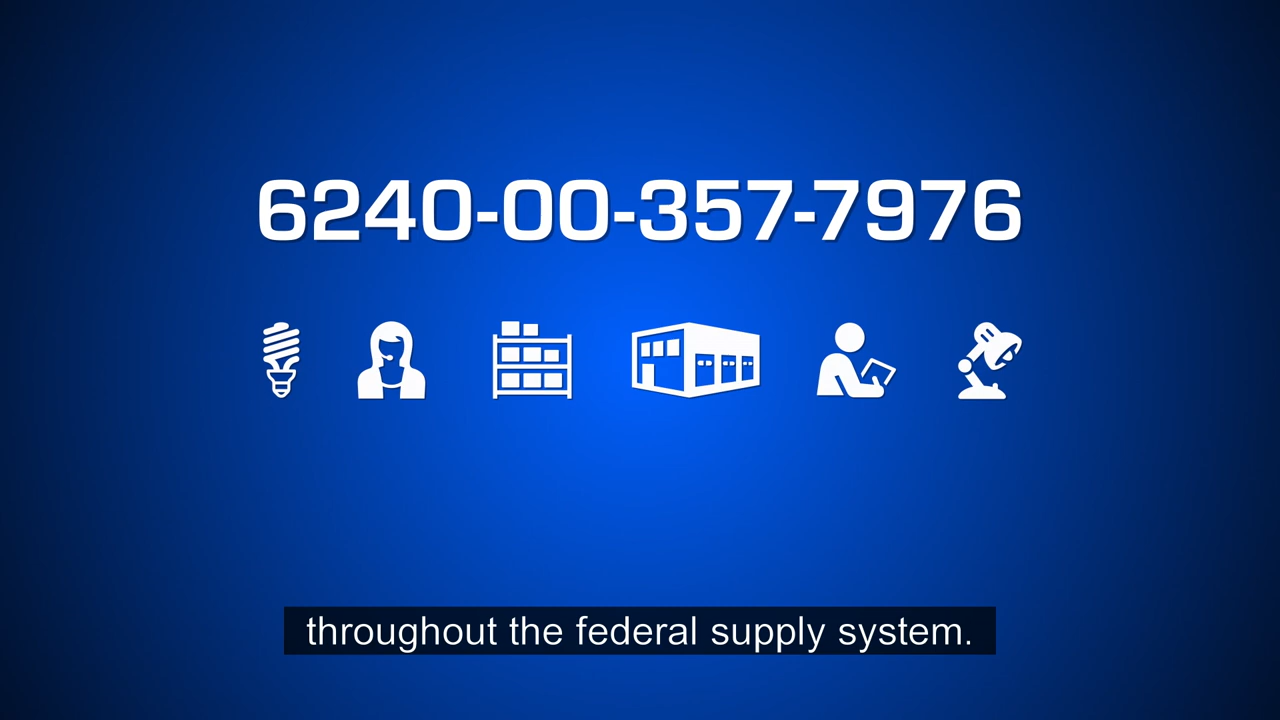 6240-00-357-7976
throughout the federal supply system.